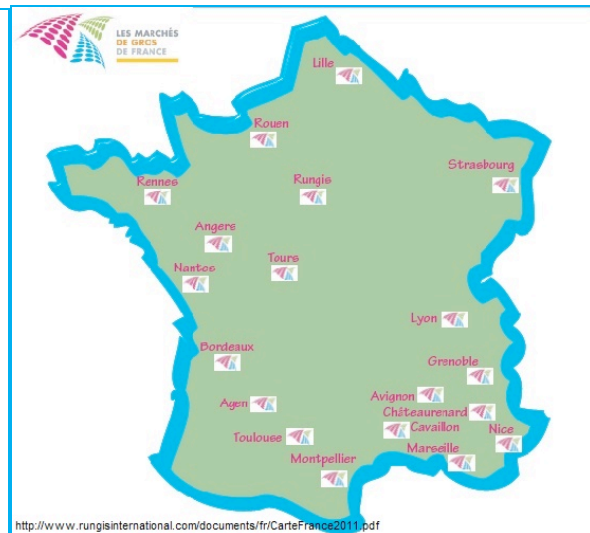 LES MARCHÉS
DE GROS
DE FRANCE
Lille
Rouen
Strasbourg
Rennes
Rungis
Angers
Tours
Nantes
Lyon
Bordeaux
Grenoble
Avignon
Agen
Châteaurenard
Cavaillon
Nice
Toulouse
Marseille
Montpellier
http://www.rungisinternational.com/documents/fr/CarteFrance2011.pdf